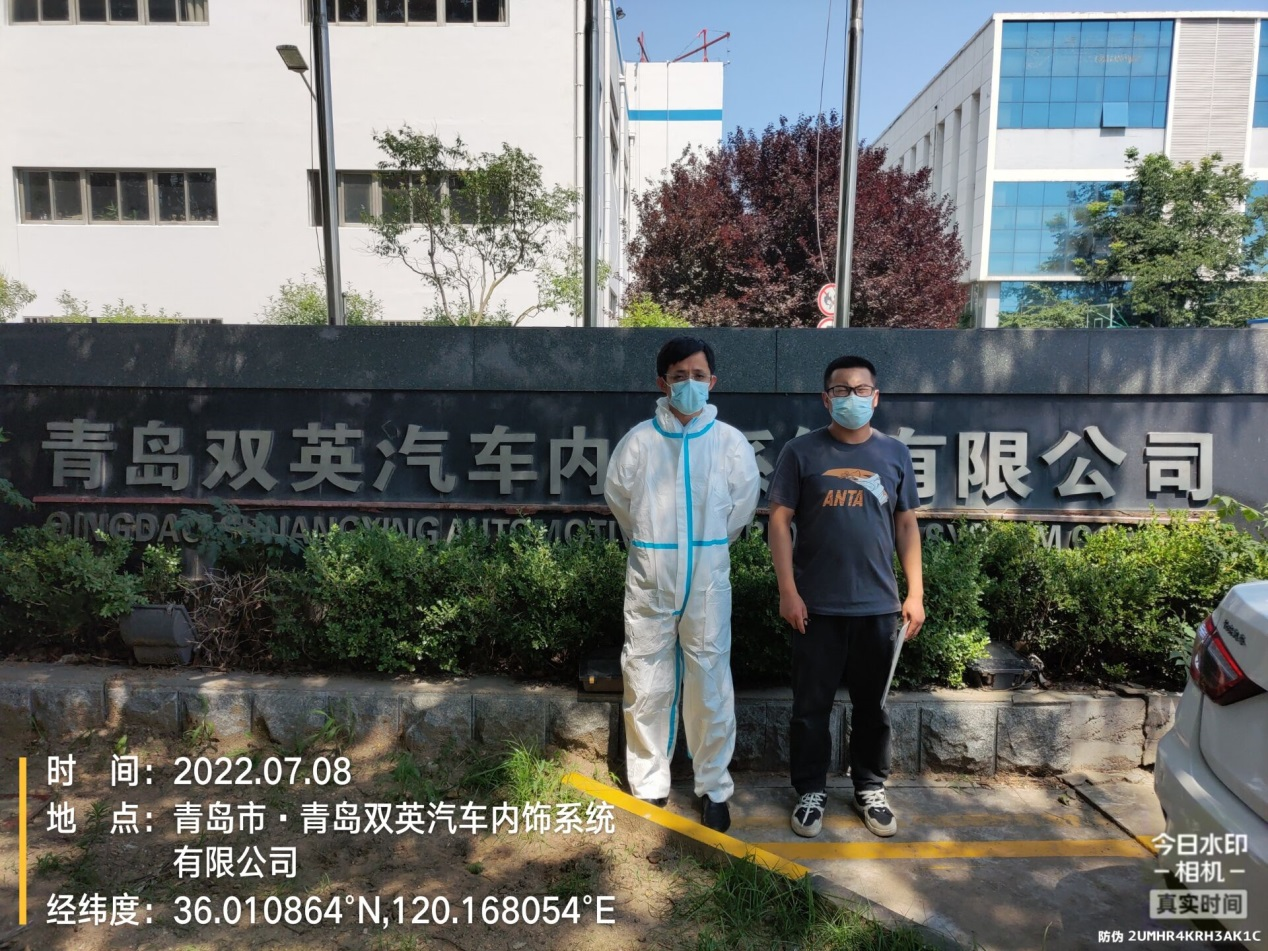 青岛双英汽车内 系统有限公司
ANTA
时 间：2022.07.08
地 点：青岛市·青岛双英汽车内饰系统
有限公司
经纬度：36.010864°N,120.168054°E
今日水印
相机
真实时间
防伪 2UMHR4KRH3AK1C